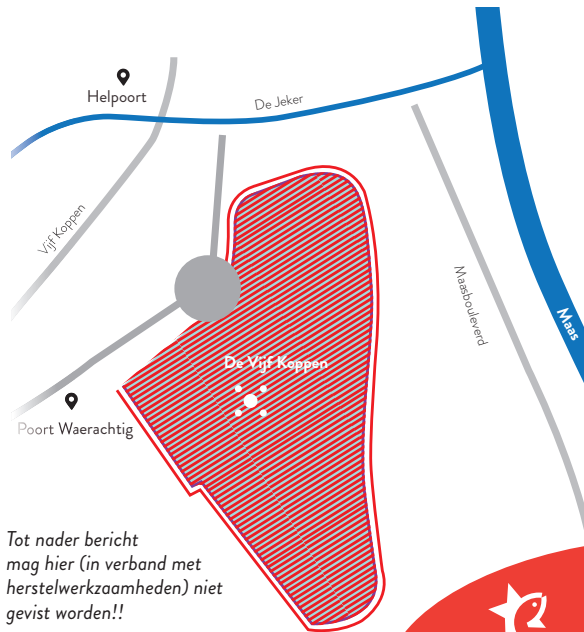 Helpoort
De Jeker
Vijf Koppen
Maasbouleverd
Maas
De Vijf Koppen
Poort Waerachtig
Tot nader bericht
mag hier (in verband met
herstelwerkzaamheden) niet
gevist worden!!